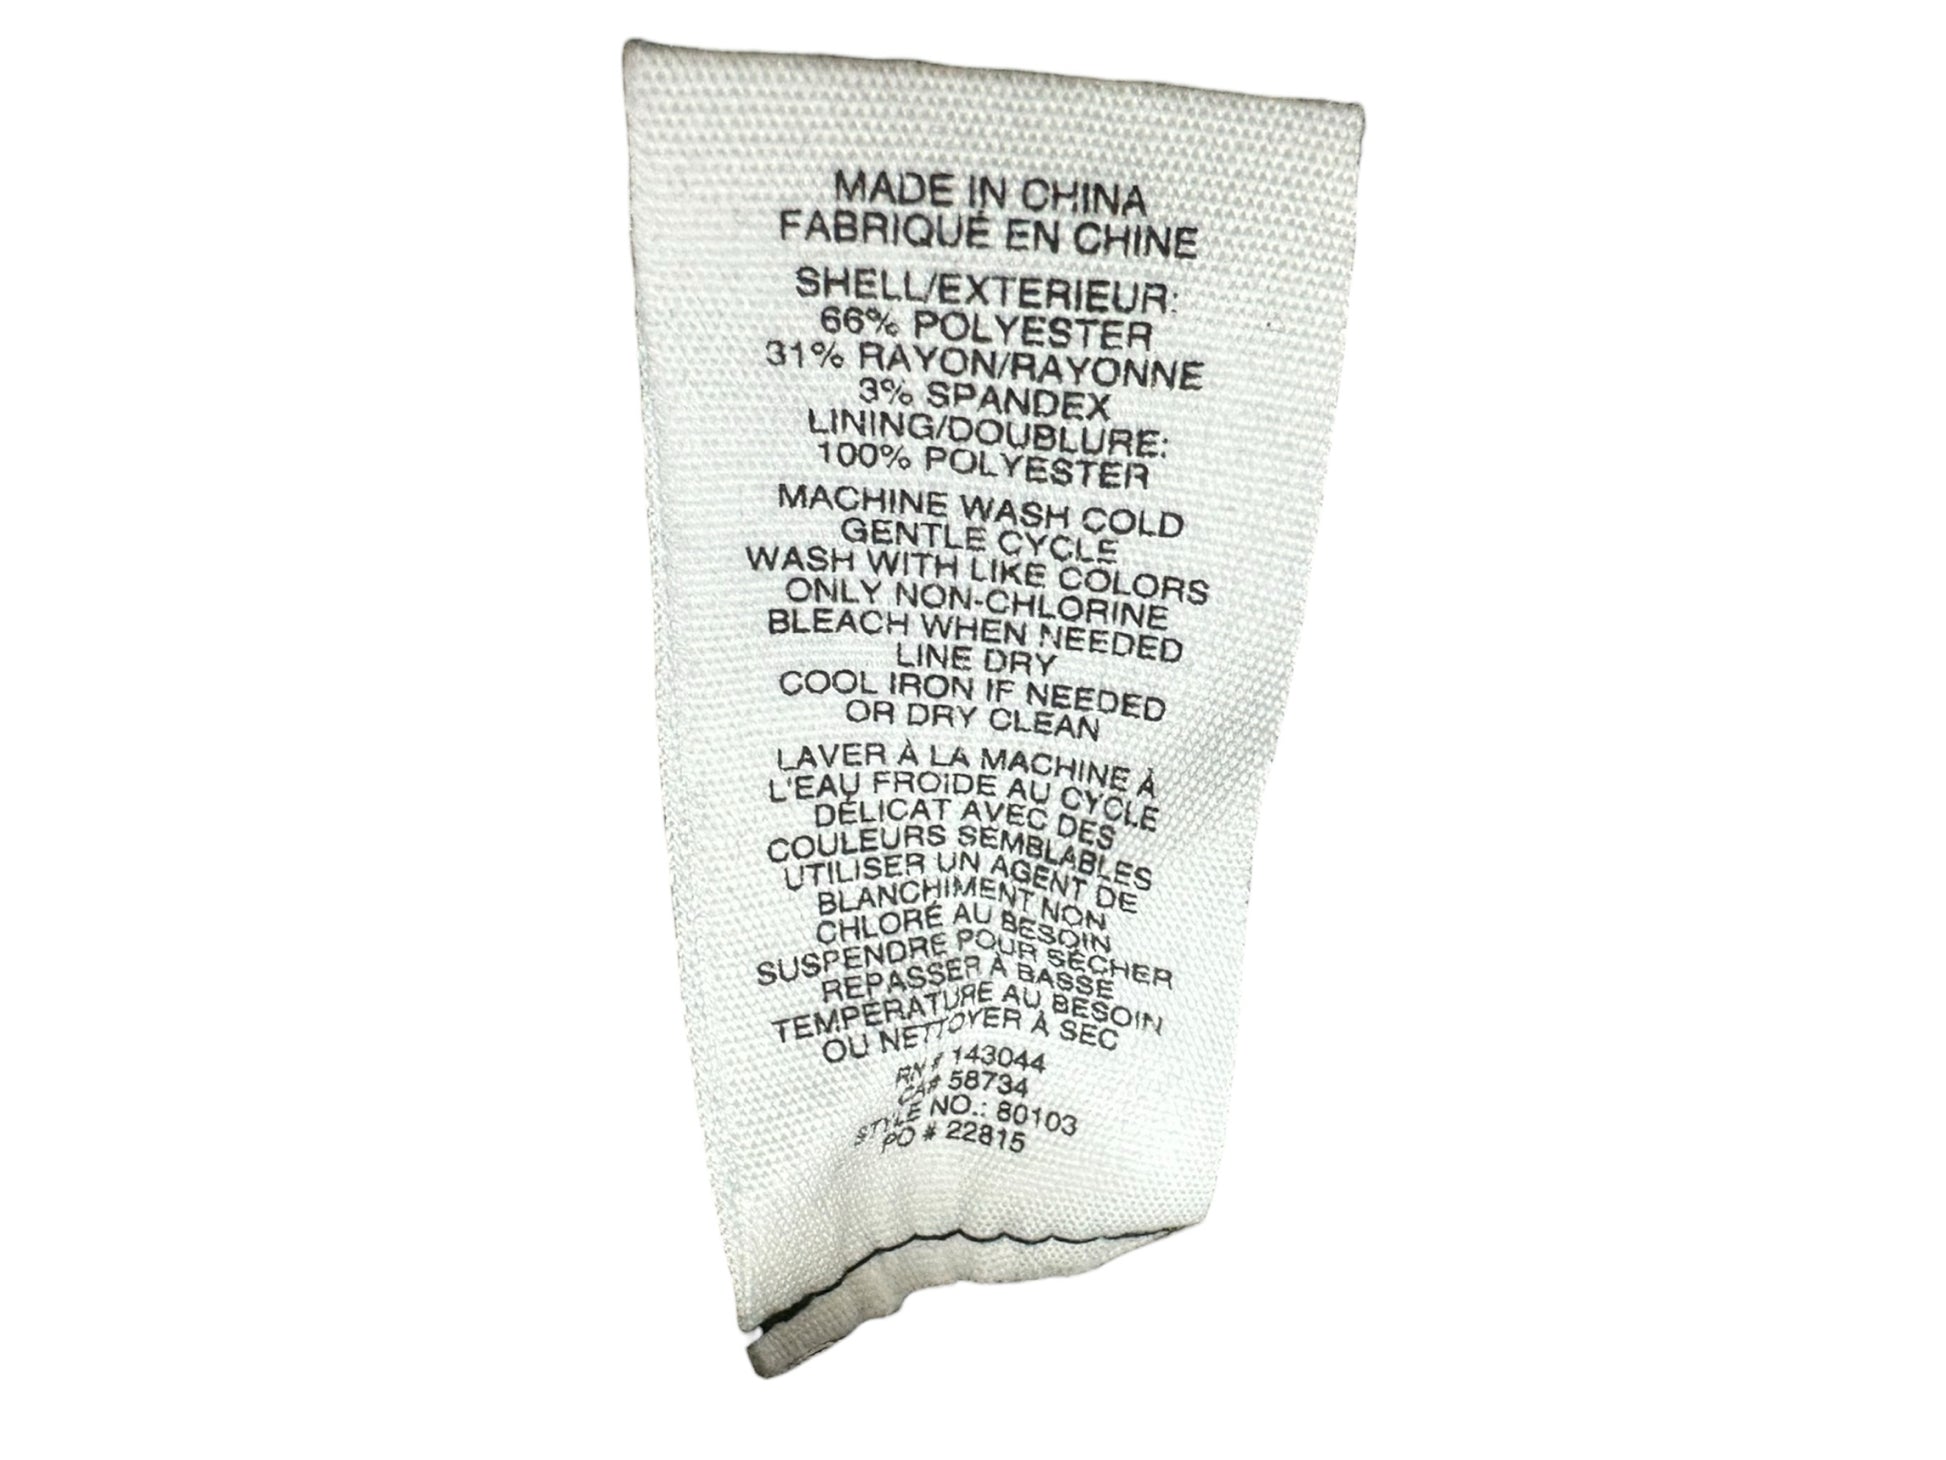 MADE IN CHINA
FABRIQUÉ EN CHINE
SHELL/EXTERIEUR:
66% POLYESTER
31% RAYON/RAYONNE
3% SPANDEX
LINING/DOUBLURE:
100% POLYESTER
MACHINE WASH COLD
GENTLE CYCLE
WASH WITH LIKE COLORS
ONLY NON-CHLORINE
BLEACH WHEN NEEDED
LINE DRY
COOL IRON IF NEEDED
OR DRY CLEAN
LAVER À LA MACHINE À
L'EAU FROIDE AU CYCLE
DÉLICAT AVEC DES
COULEURS SEMBLABLES
UTILISER UN AGENT DE
BLANCHIMENT NON
CHLORÉ AU BESOIN
SUSPENDRE POUR SÉCHER
REPASSER À BASSE
TEMPÉRATURE AU BESOIN
OU NETTOYER À SEC
RN # 143044
CA# 58734
STYLE NO.: 80103
PO # 22815